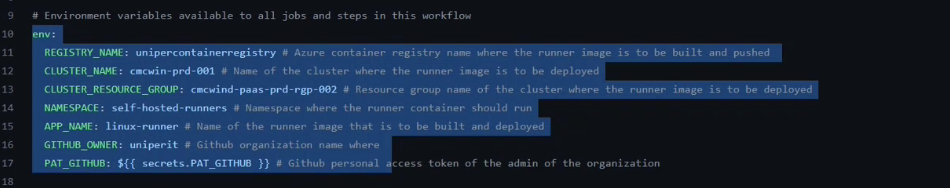 9 # Environment variables available to all jobs and steps in this workflow
10 env:
11 REGISTRY_NAME: unipercontainerregistry # Azure container registry name where the runner image is to be built and pushed
12 CLUSTER_NAME: cmcwin-prd-001 # Name of the cluster where the runner image is to be deployed
13 CLUSTER_RESOURCE_GROUP: cmcwind-paas-prd-rgp-002 # Resource group name of the cluster where the runner image is to be deployed
14 NAMESPACE: self-hosted-runners # Namespace where the runner container should run
15 APP_NAME: linux-runner # Name of the runner image that is to be built and deployed
16 GITHUB_OWNER: uniperit # Github organization name where
17 PAT_GITHUB: ${{ secrets.PAT_GITHUB }} # Github personal access token of the admin of the organization
18